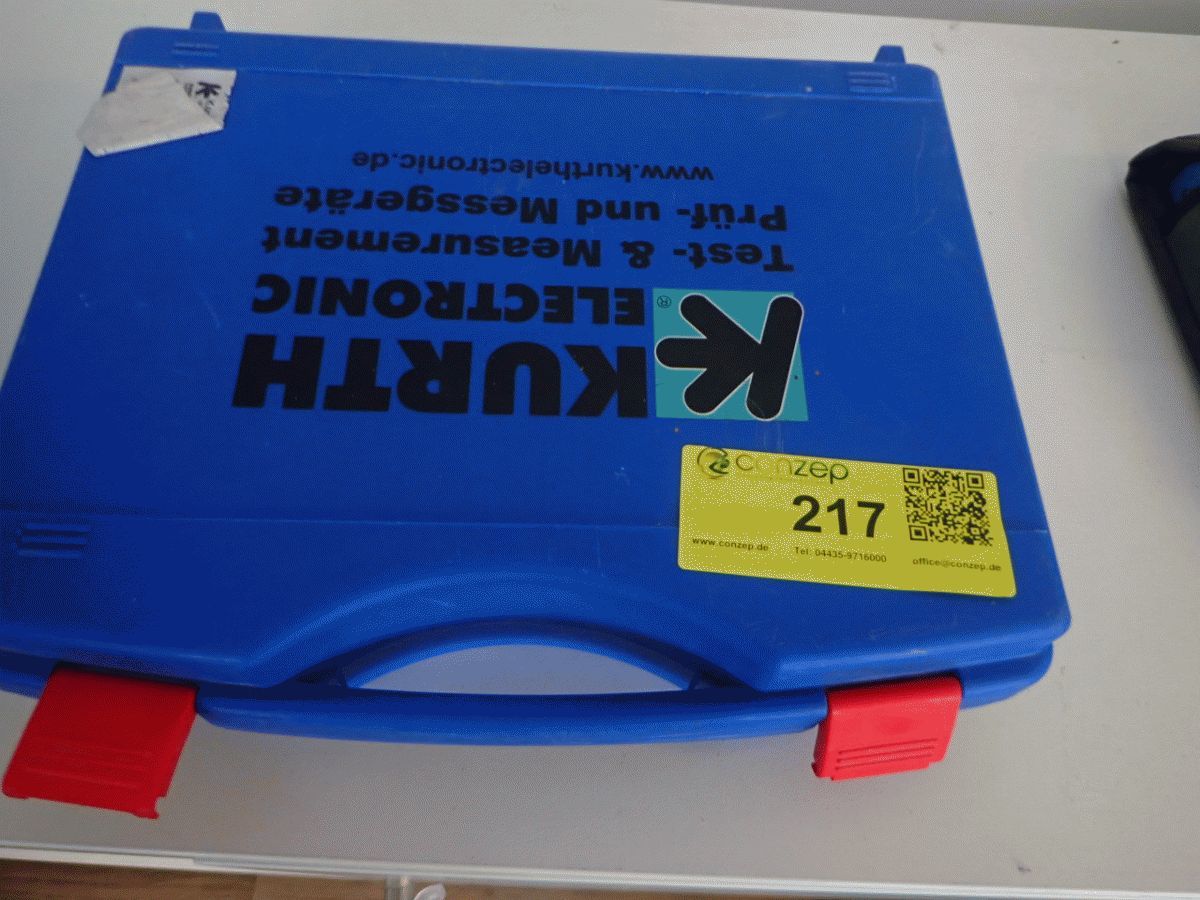 KURTH
ELECTRONIC®
Test- & Measurement
Prüf- und Messgeräte
www.kurthelectronic.de
conzep
217
www.conzep.de Tel: 04435-9716000 office@conzep.de